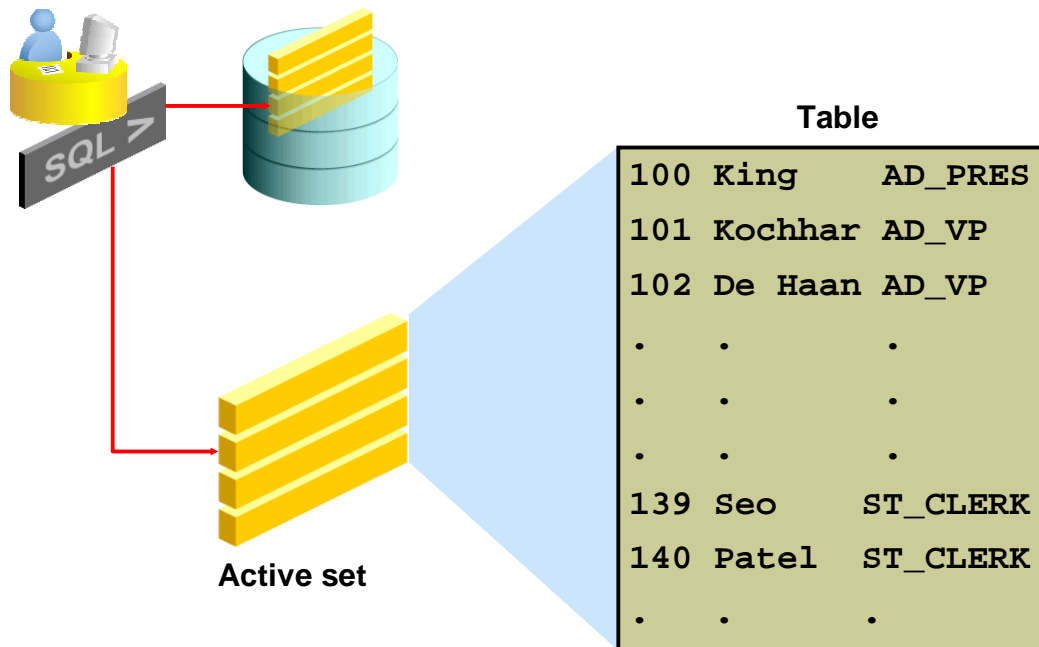 SQL >
Table
100 King AD_PRES
101 Kochhar AD_VP
102 De Haan AD_VP
. . .
. . .
. . .
139 Seo ST_CLERK
140 Patel ST_CLERK
. . .
Active set